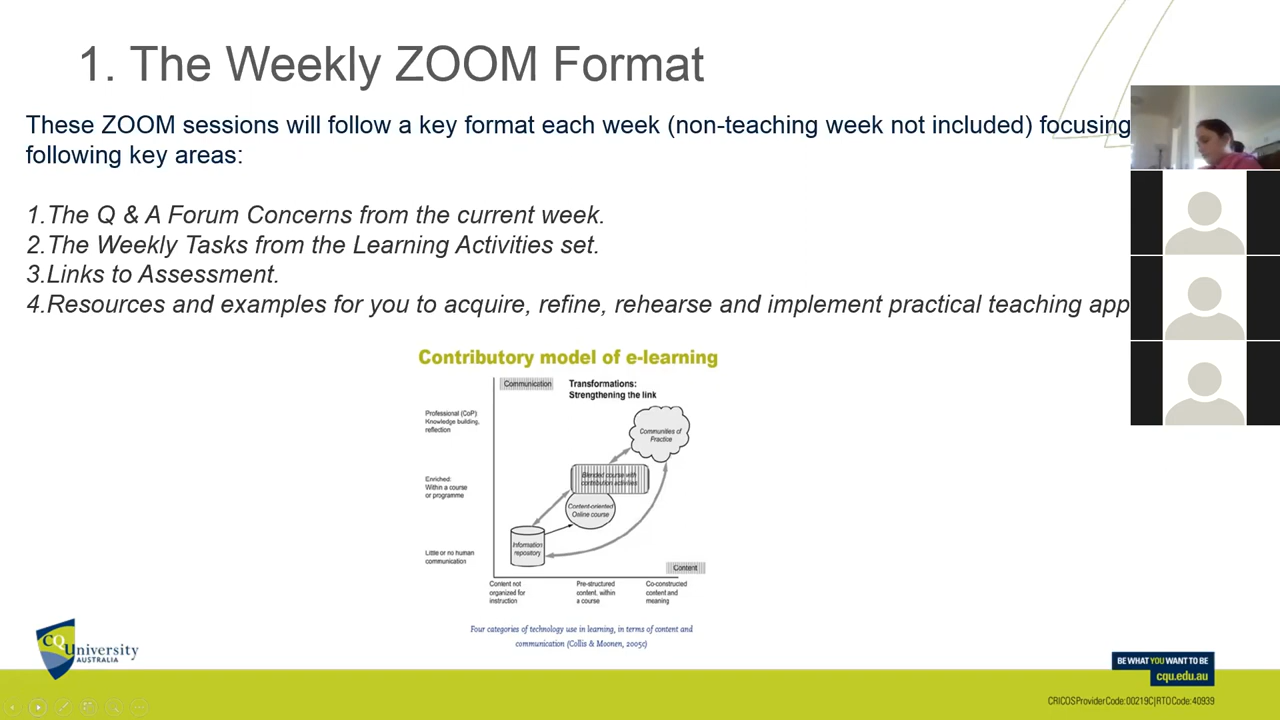 1. The Weekly ZOOM Format
These ZOOM sessions will follow a key format each week (non-teaching week not included) focusing
following key areas:
1.The Q & A Forum Concerns from the current week.
2.The Weekly Tasks from the Learning Activities set.
3.Links to Assessment.
4.Resources and examples for you to acquire, refine, rehearse and implement practical teaching app
Contributory model of e-learning
Communication
Transformations:
Strengthening the link
Professional (CoP)
Knowledge building,
reflection
Communities of
Practice
Enriched:
Within a course
or programme
Blended course with
contribution activities
Content-oriented
Online course
Information
repository
Little or no human
communication
Content
Content not
organized for
instruction
Pre-structured
content, within
a course
Co-constructed
content and
meaning
Four categories of technology use in learning, in terms of content and
communication (Collis & Moonen, 2005c)
CQUniversity
AUSTRALIA
BE WHAT YOU WANT TO BE
cqu.edu.au
CRICOSProviderCode:00219C|RTOCode:40939